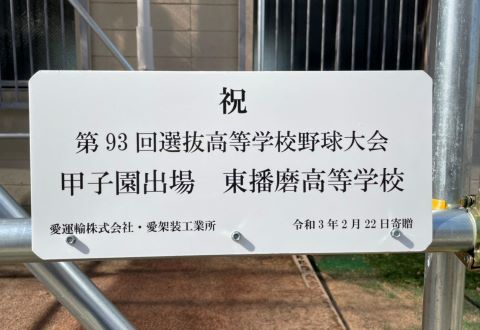 祝
第93回選抜高等学校野球大会
甲子園出場　東播磨高等学校
愛運輸株式会社・愛架装工業所　令和3年2月22日寄贈